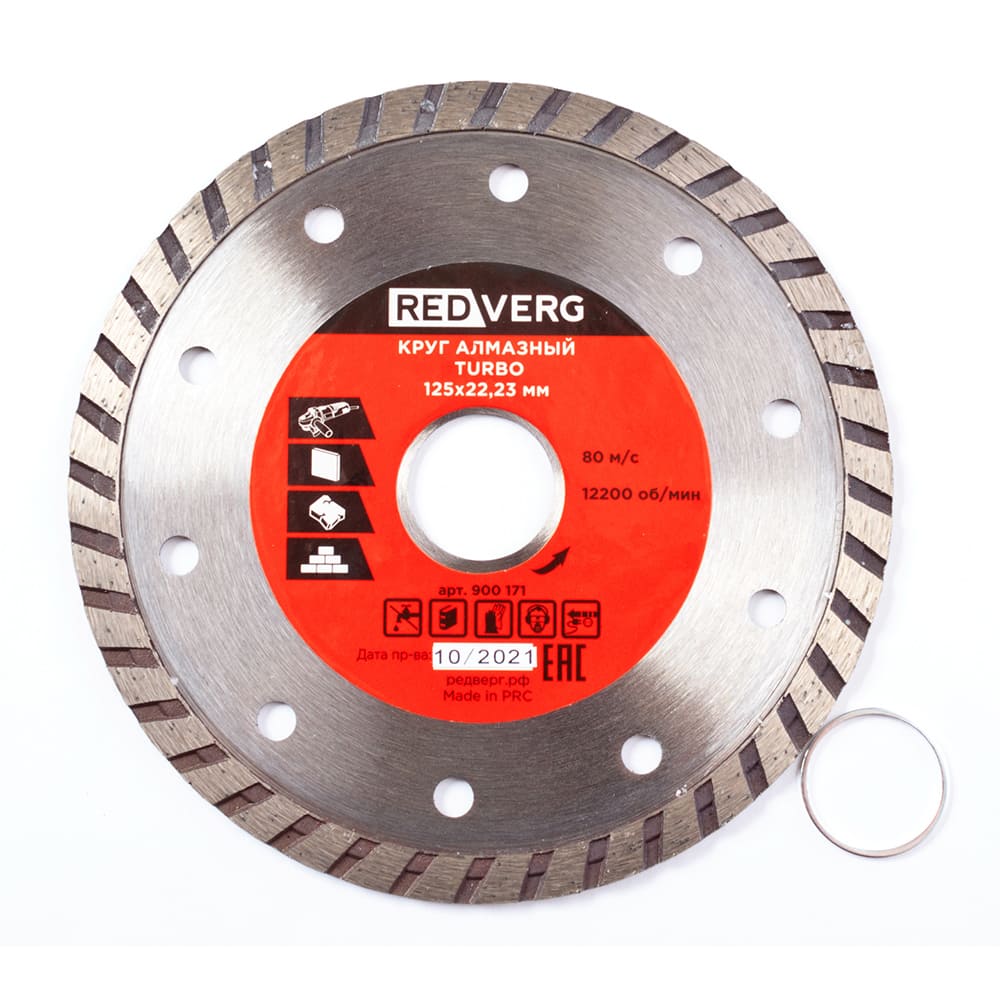 REDVERG
КРУГ АЛМАЗНЫЙ
TURBO
125x22,23 мм
80 м/с
12200 об/мин
арт. 900 171
Дата пр-ва: 10/2021 EAC
редверг.рф
Made in PRC